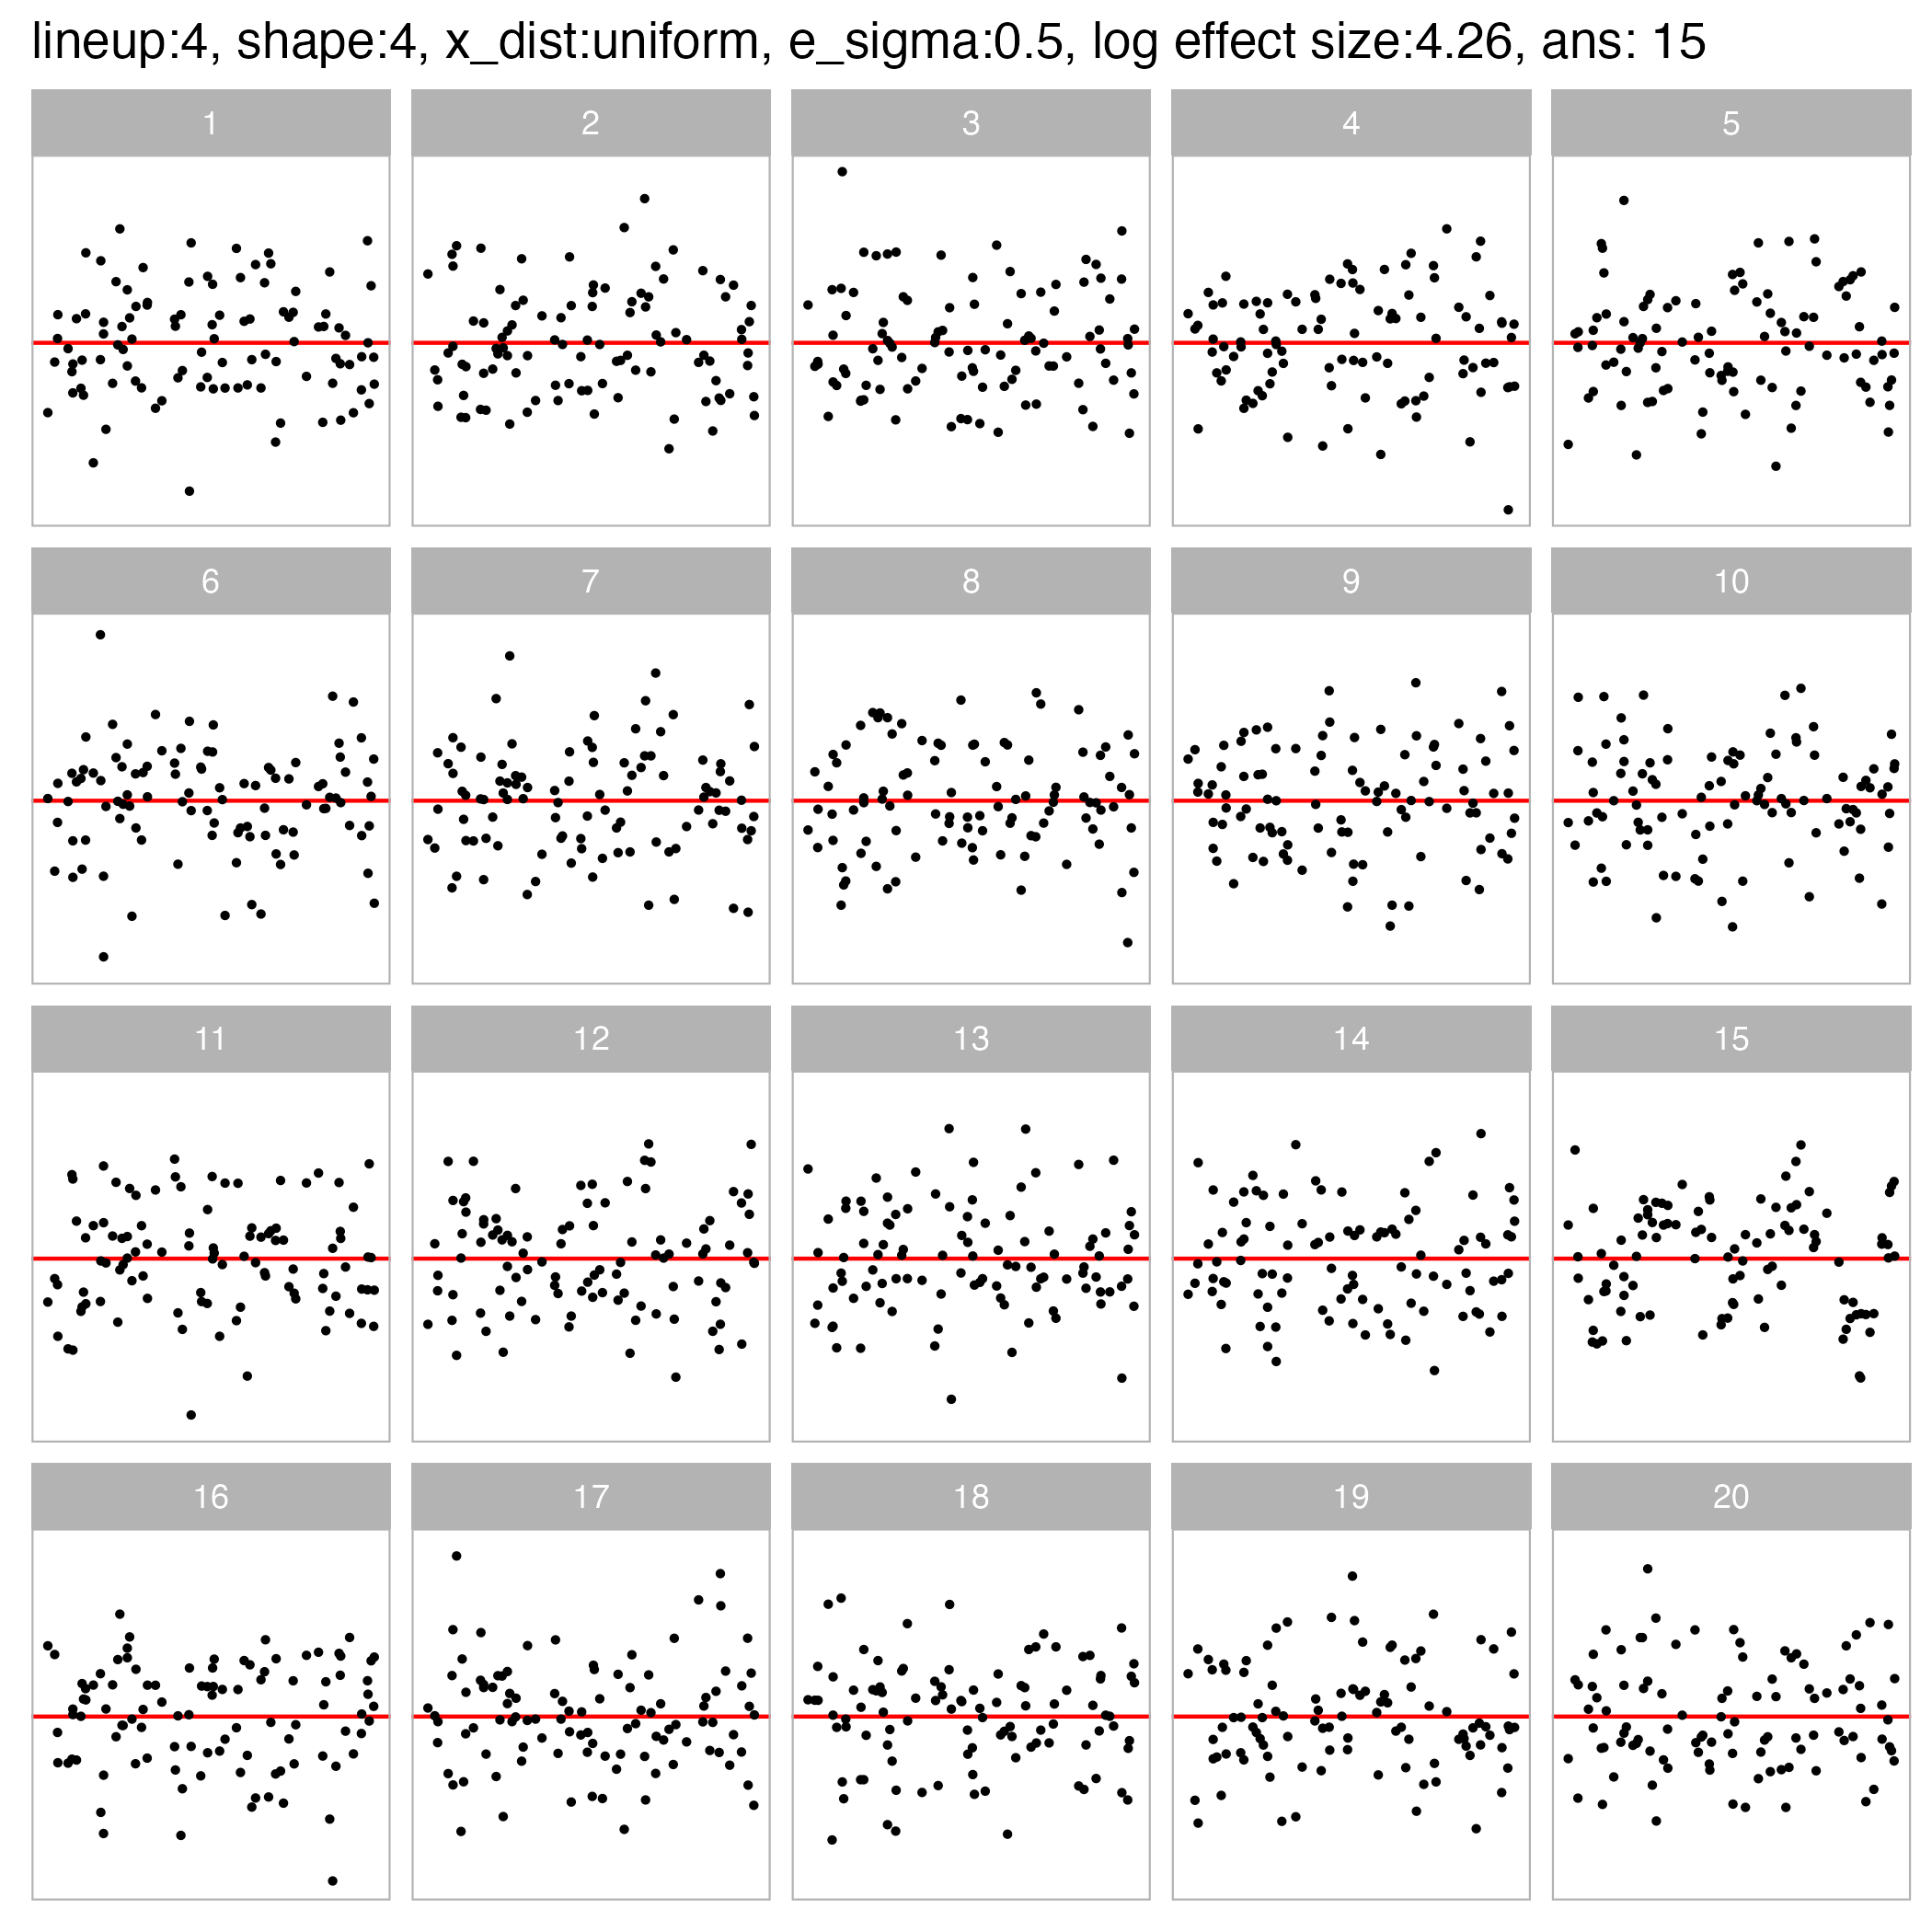 lineup:4, shape:4, x_dist:uniform, e_sigma:0.5, log effect size:4.26, ans: 15
1 2 3 4 5
6 7 8 9 10
11 12 13 14 15
16 17 18 19 20